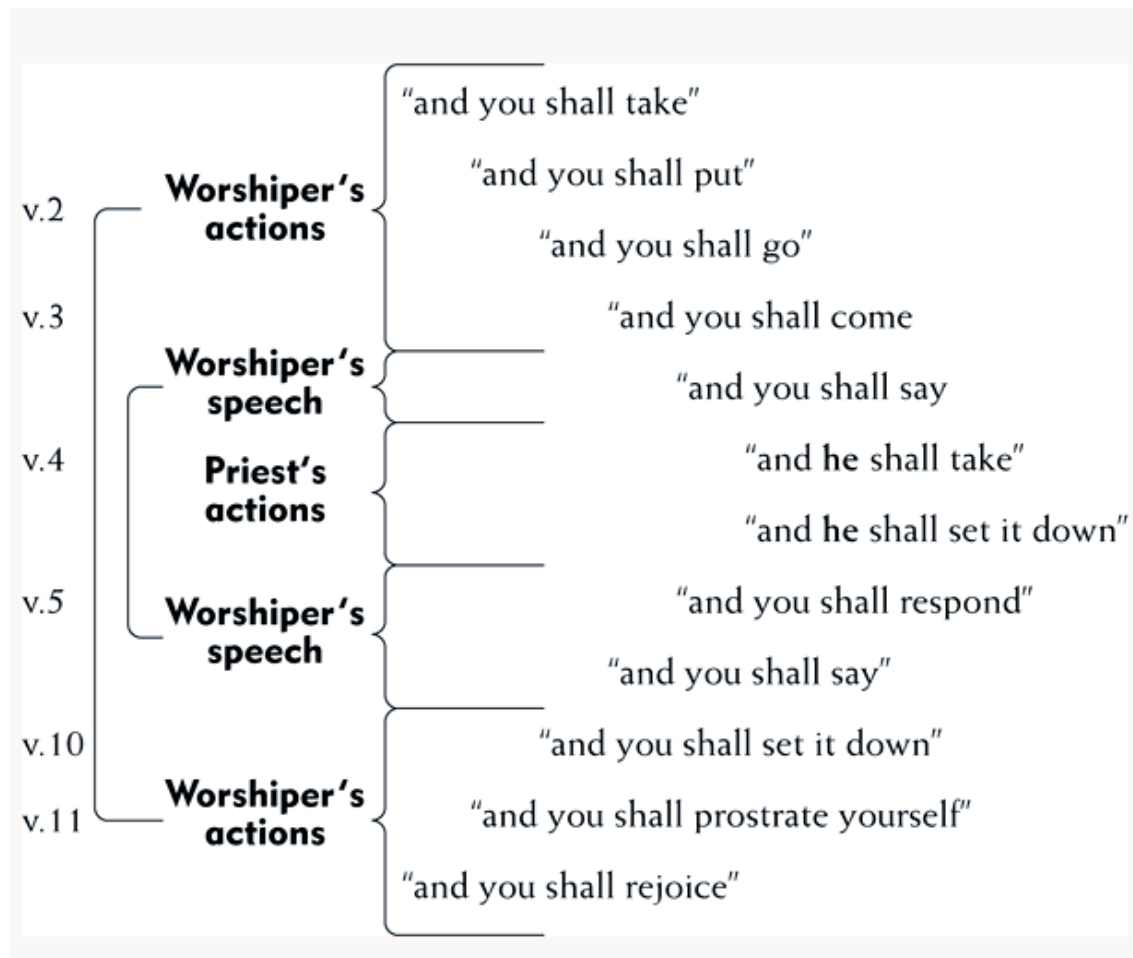 “and you shall take”
“and you shall put”
Worshiper’s
actions
v.2
“and you shall go”
v.3
“and you shall come
Worshiper’s
speech
“and you shall say
v.4
“and he shall take”
Priest’s
actions
“and he shall set it down”
v.5
“and you shall respond”
Worshiper’s
speech
“and you shall say”
v.10
“and you shall set it down”
Worshiper’s
actions
v.11
“and you shall prostrate yourself”
“and you shall rejoice”